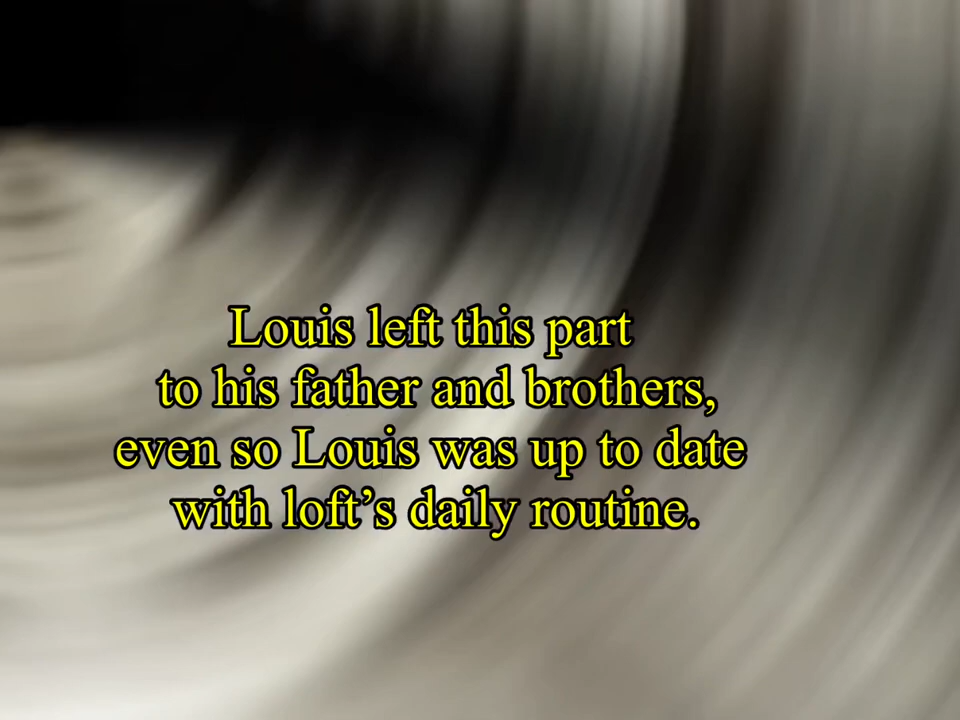 Louis left this part
to his father and brothers,
even so Louis was up to date
with loft’s daily routine.